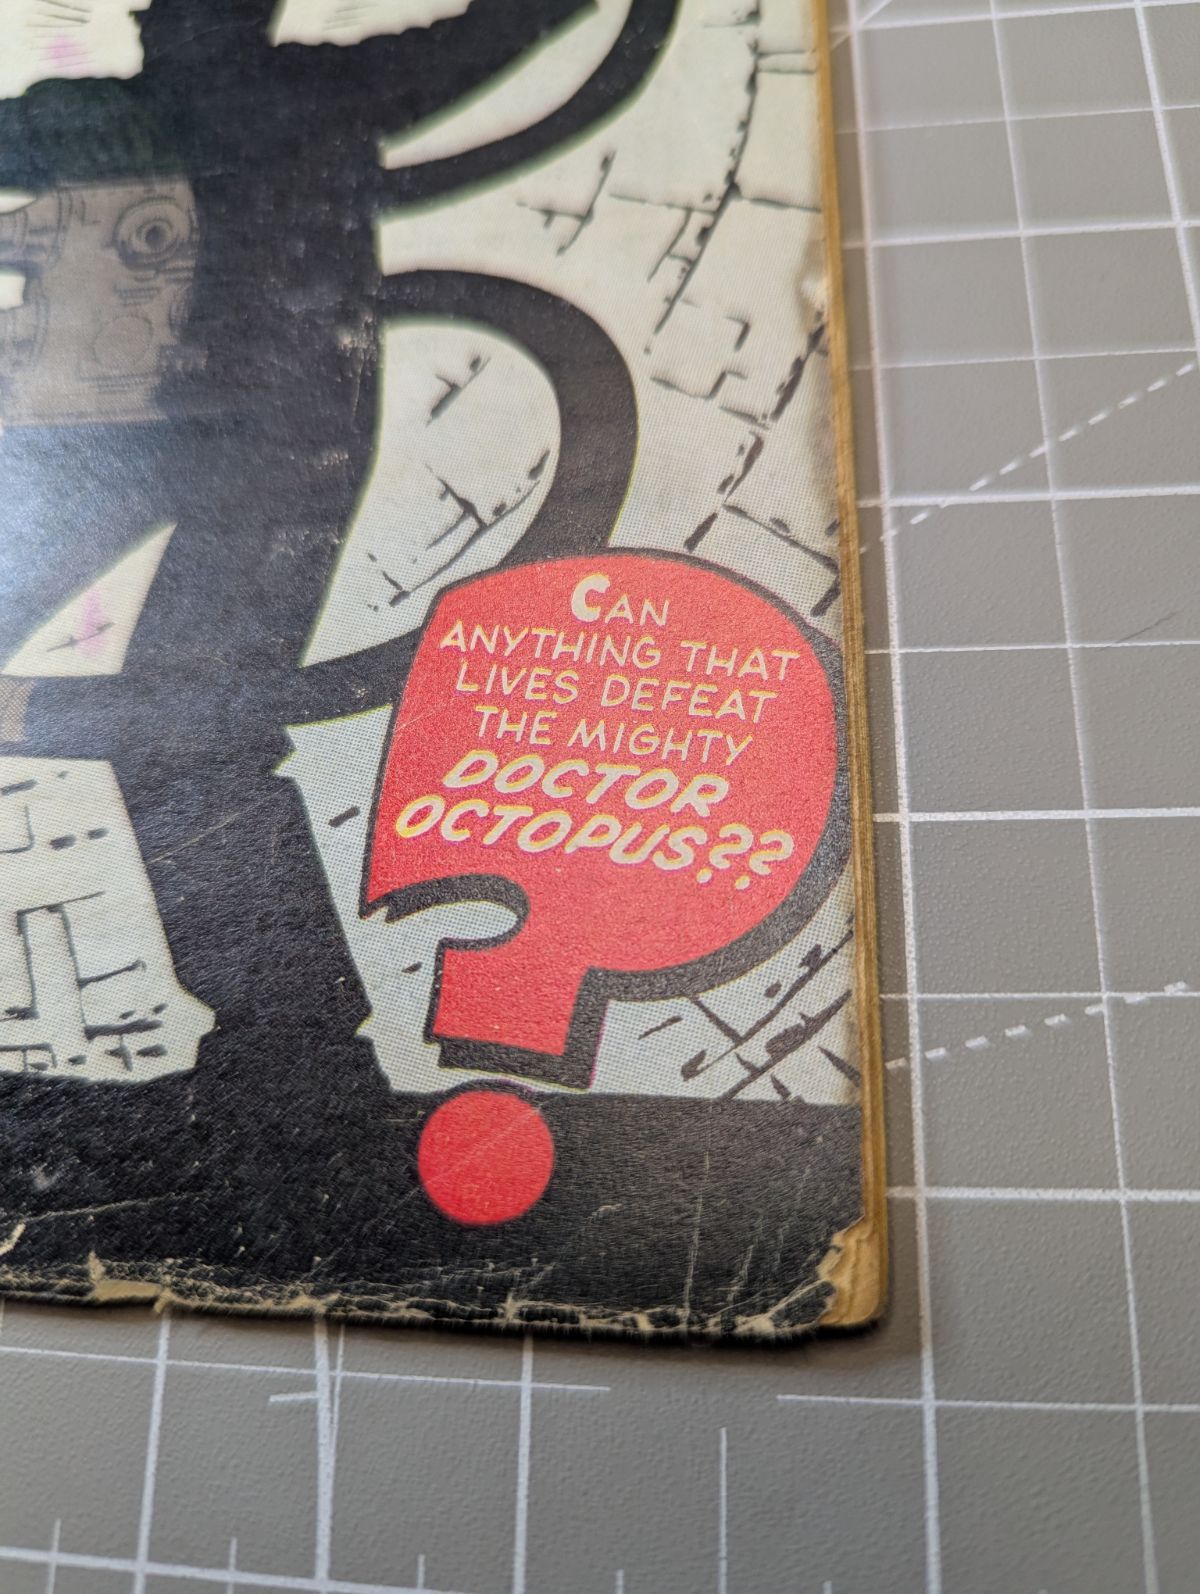 CAN
ANYTHING THAT
LIVES DEFEAT
THE MIGHTY
DOCTOR
OCTOPUS??